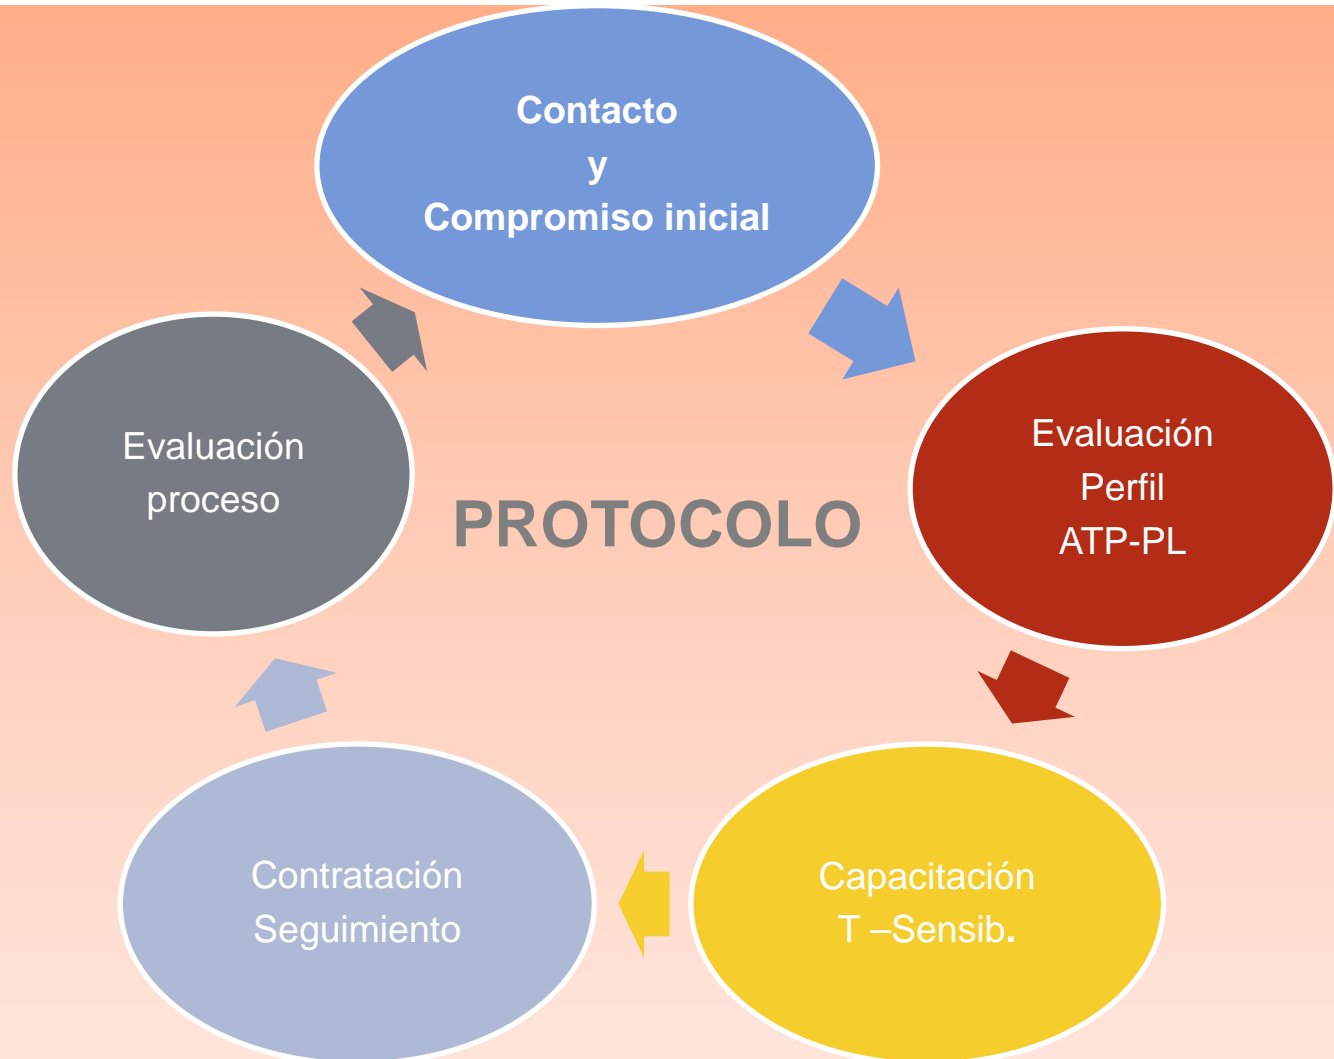 Contacto
y
Compromiso inicial
Evaluación
Perfil
ATP-PL
Capacitación
T –Sensib.
Contratación
Seguimiento
Evaluación
proceso
PROTOCOLO